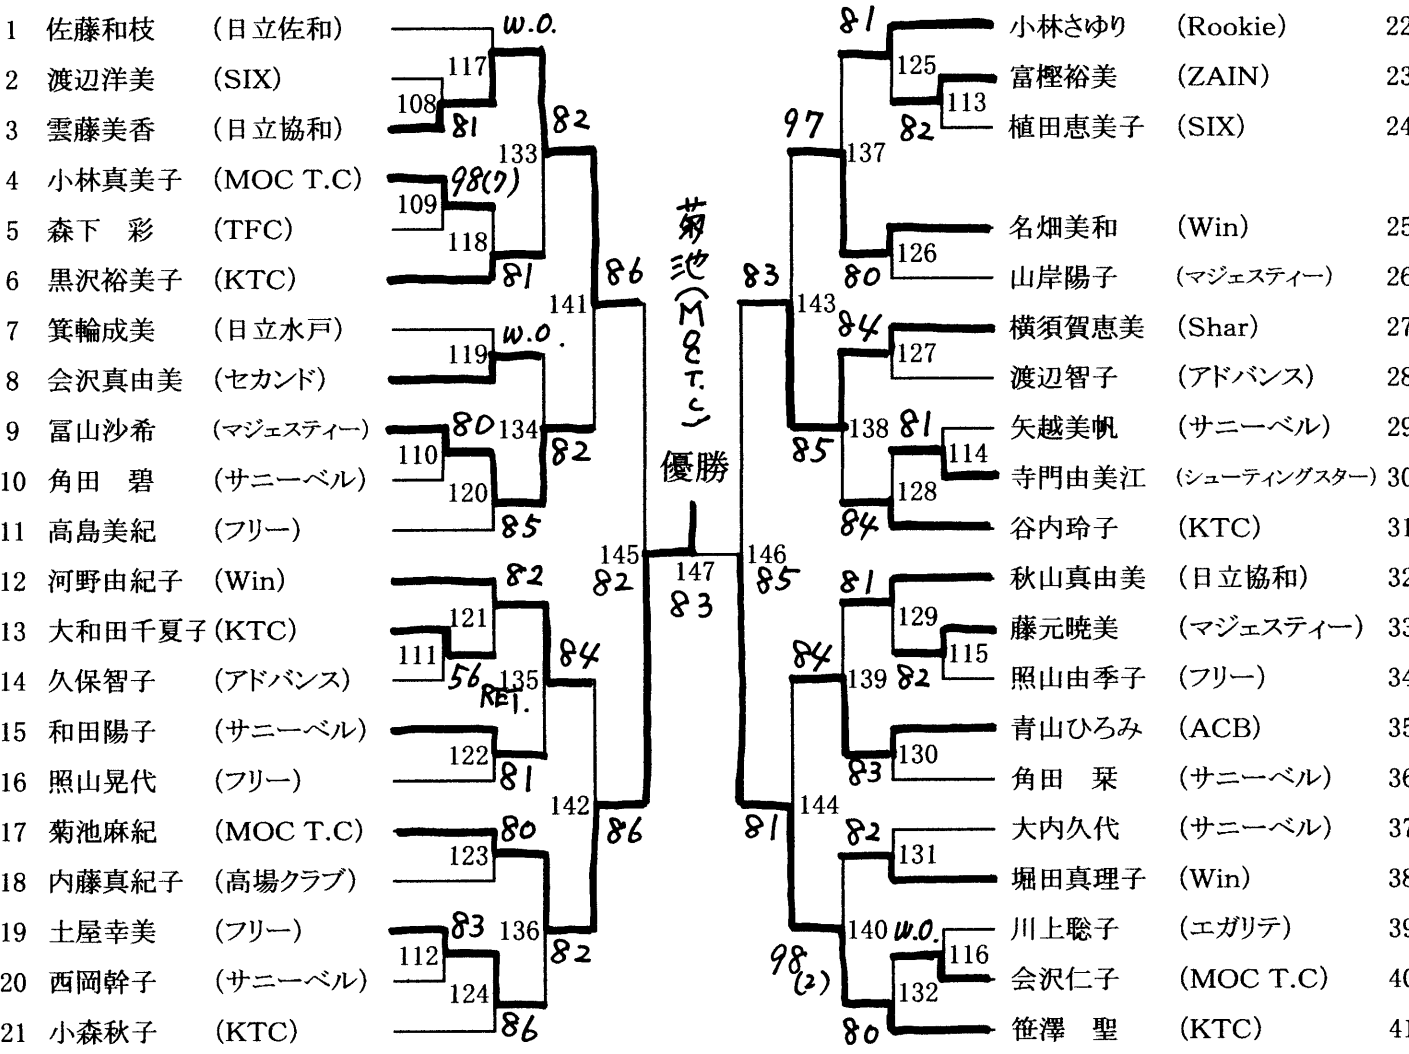 1 佐藤和枝 (日立佐和)
2 渡辺洋美 (SIX)
3 雲藤美香 (日立協和)
4 小林真美子 (MOC T.C)
5 森下 彩 (TFC)
6 黒沢裕美子 (KTC)
7 箕輪成美 (日立水戸)
8 会沢真由美 (セカンド)
9 冨山沙希 (マジェスティー)
10 角田 碧 (サニーベル)
11 高島美紀 (フリー)
12 河野由紀子 (Win)
13 大和田千夏子 (KTC)
14 久保智子 (アドバンス)
15 和田陽子 (サニーベル)
16 照山晃代 (フリー)
17 菊池麻紀 (MOC T.C)
18 内藤真紀子 (高場クラブ)
19 土屋幸美 (フリー)
20 西岡幹子 (サニーベル)
21 小森秋子 (KTC)
108 81
109 98(7)
110 80
111 56 RET.
112 83
117 W.O.
118 81
119 W.O.
120 85
121 82
122 81
123 80
124 86
133 82
134 82
135 84
136 82
141 86
142 86
145 82
菊池(MOC T.C)
優勝
147
83
146 85
143 83
144 81
137 97
138 85
139 84
140 98(2)
125 81
126 80
127 84
128 84
129 81
130 83
131 82
132 80
113 82
114 81
115 82
116 W.O.
小林さゆり (Rookie) 22
富樫裕美 (ZAIN) 23
植田恵美子 (SIX) 24
名畑美和 (Win) 25
山岸陽子 (マジェスティー) 26
横須賀恵美 (Shar) 27
渡辺智子 (アドバンス) 28
矢越美帆 (サニーベル) 29
寺門由美江 (シューティングスター) 30
谷内玲子 (KTC) 31
秋山真由美 (日立協和) 32
藤元暁美 (マジェスティー) 33
照山由季子 (フリー) 34
青山ひろみ (ACB) 35
角田 栞 (サニーベル) 36
大内久代 (サニーベル) 37
堀田真理子 (Win) 38
川上聡子 (エガリテ) 39
会沢仁子 (MOC T.C) 40
笹澤 聖 (KTC) 41